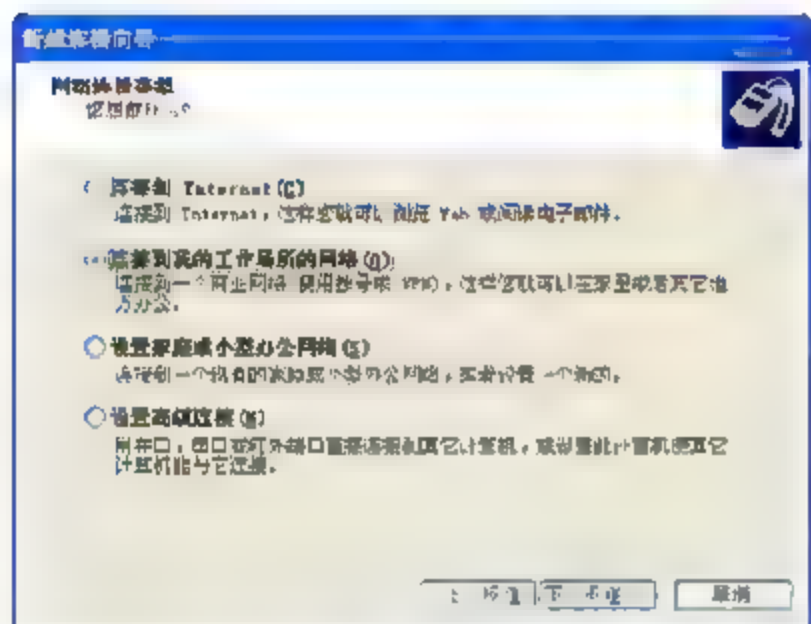 新建连接向导
网络连接类型
连接到 Internet(C)
连接到 Internet，这样您就可以浏览 Web 或阅读电子邮件。
连接到我的工作场所的网络(O)
连接到一个商业网络(使用拨号或 VPN)，这样您就可以在家里或者其它地
方办公。
设置家庭或小型办公网络(S)
连接到一个现有的家庭或小型办公网络，或者设置一个新的。
设置高级连接(E)
用并口，串口或红外端口直接连接到其它计算机，或设置此计算机使其它
计算机能与它连接。
取消